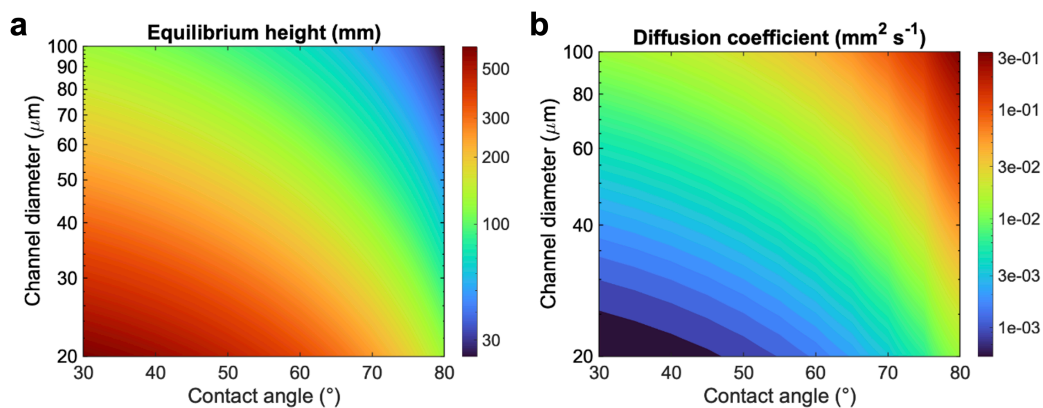 a
Equilibrium height (mm)
100
90
80
70
60
50
40
30
20
Channel diameter (μm)
30
40
50
60
70
80
Contact angle (°)
500
300
200
100
30
b
Diffusion coefficient (mm² s⁻¹)
100
80
60
40
20
Channel diameter (μm)
30
40
50
60
70
80
Contact angle (°)
3e-01
1e-01
3e-02
1e-02
3e-03
1e-03